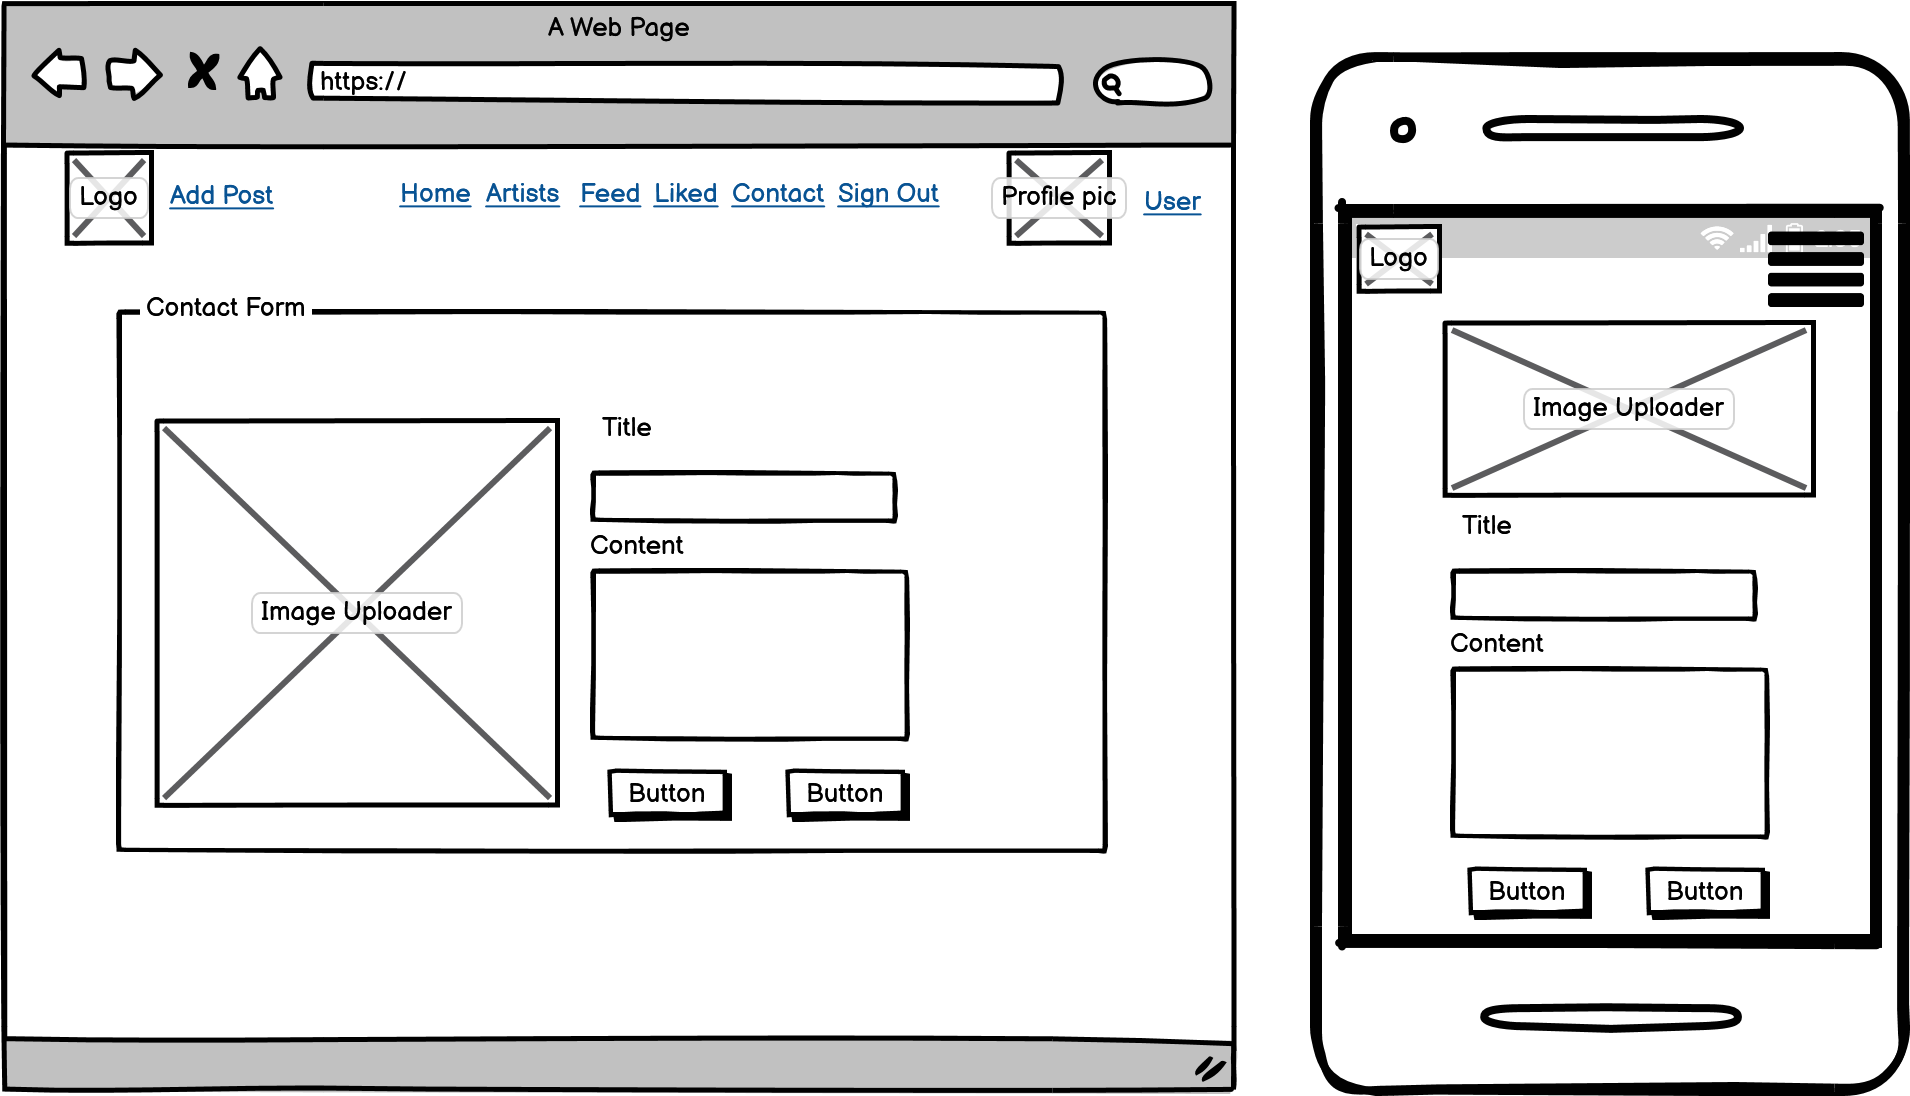 A Web Page
https://
Logo
Add Post
Home Artists Feed Liked Contact Sign Out
Profile pic
User
Contact Form
Image Uploader
Title
Content
Button
Button
Logo
Image Uploader
Title
Content
Button
Button